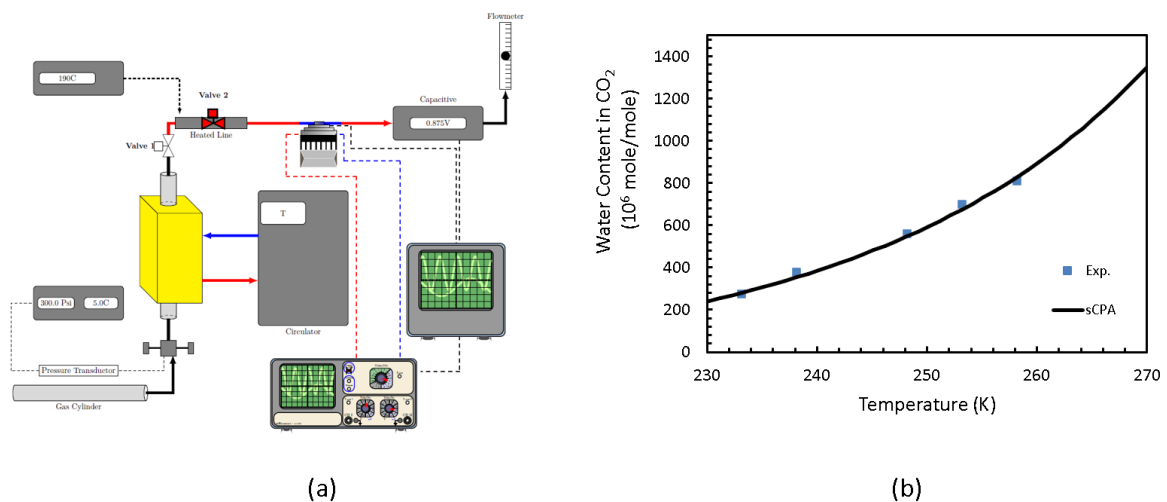 Flowmeter
190C
Valve 2
Capacitive
0.875V
Heated Line
Valve 1
T
300.0 Psi
5.0C
Circulator
Pressure Transductor
Gas Cylinder
(a)
Water Content in CO₂
(10⁶ mole/mole)
1400
1200
1000
800
600
400
200
0
230
240
250
260
270
Temperature (K)
Exp.
sCPA
(b)